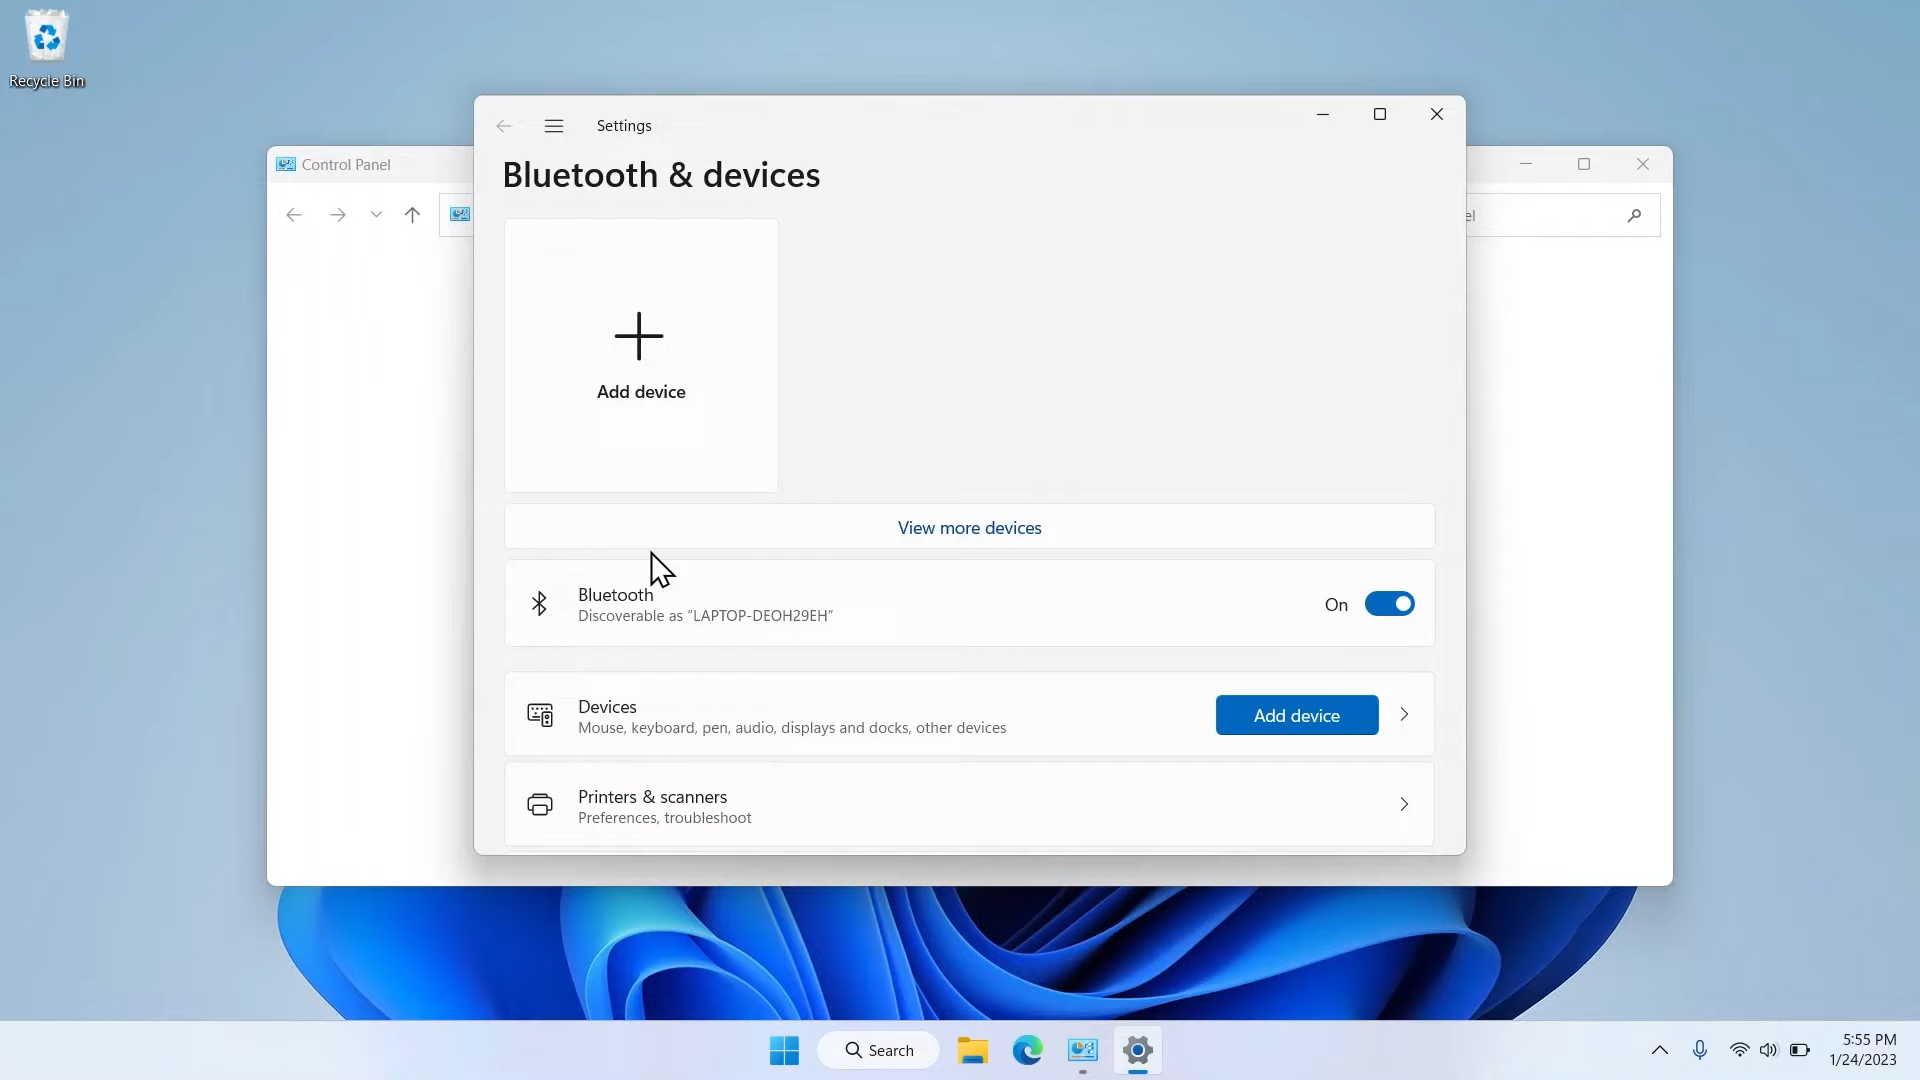 Recycle Bin
Settings
Control Panel
Bluetooth & devices
el
Add device
View more devices
Bluetooth
Discoverable as “LAPTOP-DEOH29EH”
On
Devices
Mouse, keyboard, pen, audio, displays and docks, other devices
Add device
Printers & scanners
Preferences, troubleshoot
Search
5:55 PM
1/24/2023